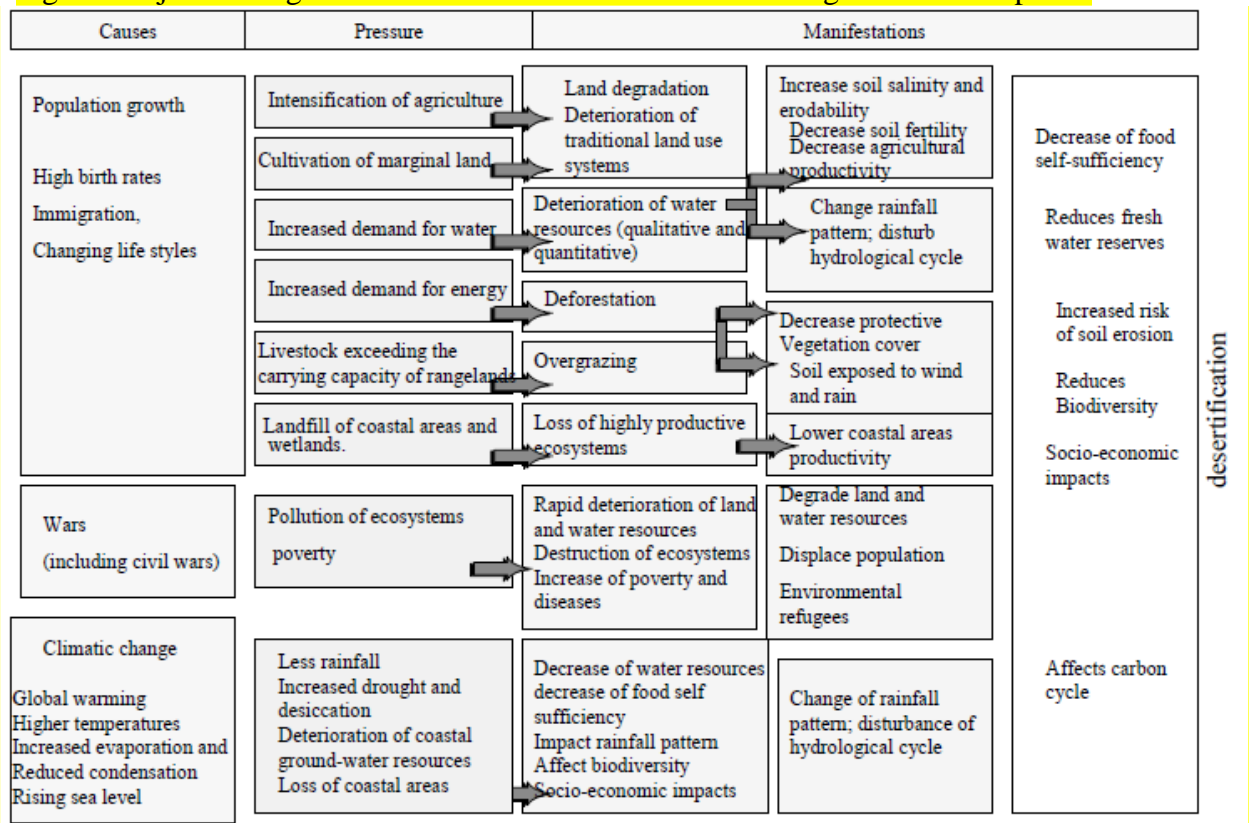 Causes
Pressure
Manifestations
Population growth
High birth rates
Immigration,
Changing life styles
Intensification of agriculture
Cultivation of marginal land
Increased demand for water
Increased demand for energy
Livestock exceeding the
carrying capacity of rangelands
Landfill of coastal areas and
wetlands.
Land degradation
Deterioration of
traditional land use
systems
Deterioration of water
resources (qualitative and
quantitative)
Deforestation
Overgrazing
Loss of highly productive
ecosystems
Increase soil salinity and
erodability
Decrease soil fertility
Decrease agricultural
productivity
Change rainfall
pattern; disturb
hydrological cycle
Decrease protective
Vegetation cover
Soil exposed to wind
and rain
Lower coastal areas
productivity
Wars
(including civil wars)
Pollution of ecosystems
poverty
Rapid deterioration of land
and water resources
Destruction of ecosystems
Increase of poverty and
diseases
Degrade land and
water resources
Displace population
Environmental
refugees
Climatic change
Global warming
Higher temperatures
Increased evaporation and
Reduced condensation
Rising sea level
Less rainfall
Increased drought and
desiccation
Deterioration of coastal
ground-water resources
Loss of coastal areas
Decrease of water resources
decrease of food self
sufficiency
Impact rainfall pattern
Affect biodiversity
Socio-economic impacts
Change of rainfall
pattern; disturbance of
hydrological cycle
Decrease of food
self-sufficiency
Reduces fresh
water reserves
Increased risk
of soil erosion
Reduces
Biodiversity
Socio-economic
impacts
Affects carbon
cycle
desertification